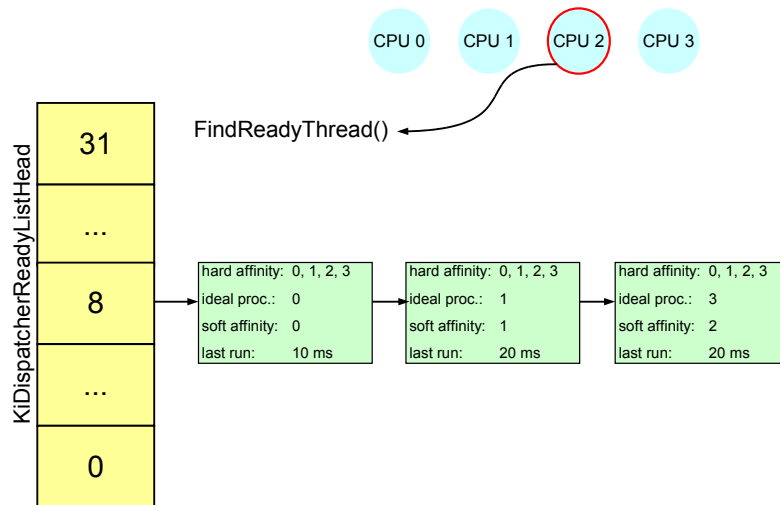 CPU 0 CPU 1 CPU 2 CPU 3
FindReadyThread()
KiDispatcherReadyListHead
31
...
8
...
0
hard affinity: 0, 1, 2, 3
ideal proc.: 0
soft affinity: 0
last run: 10 ms
hard affinity: 0, 1, 2, 3
ideal proc.: 1
soft affinity: 1
last run: 20 ms
hard affinity: 0, 1, 2, 3
ideal proc.: 3
soft affinity: 2
last run: 20 ms